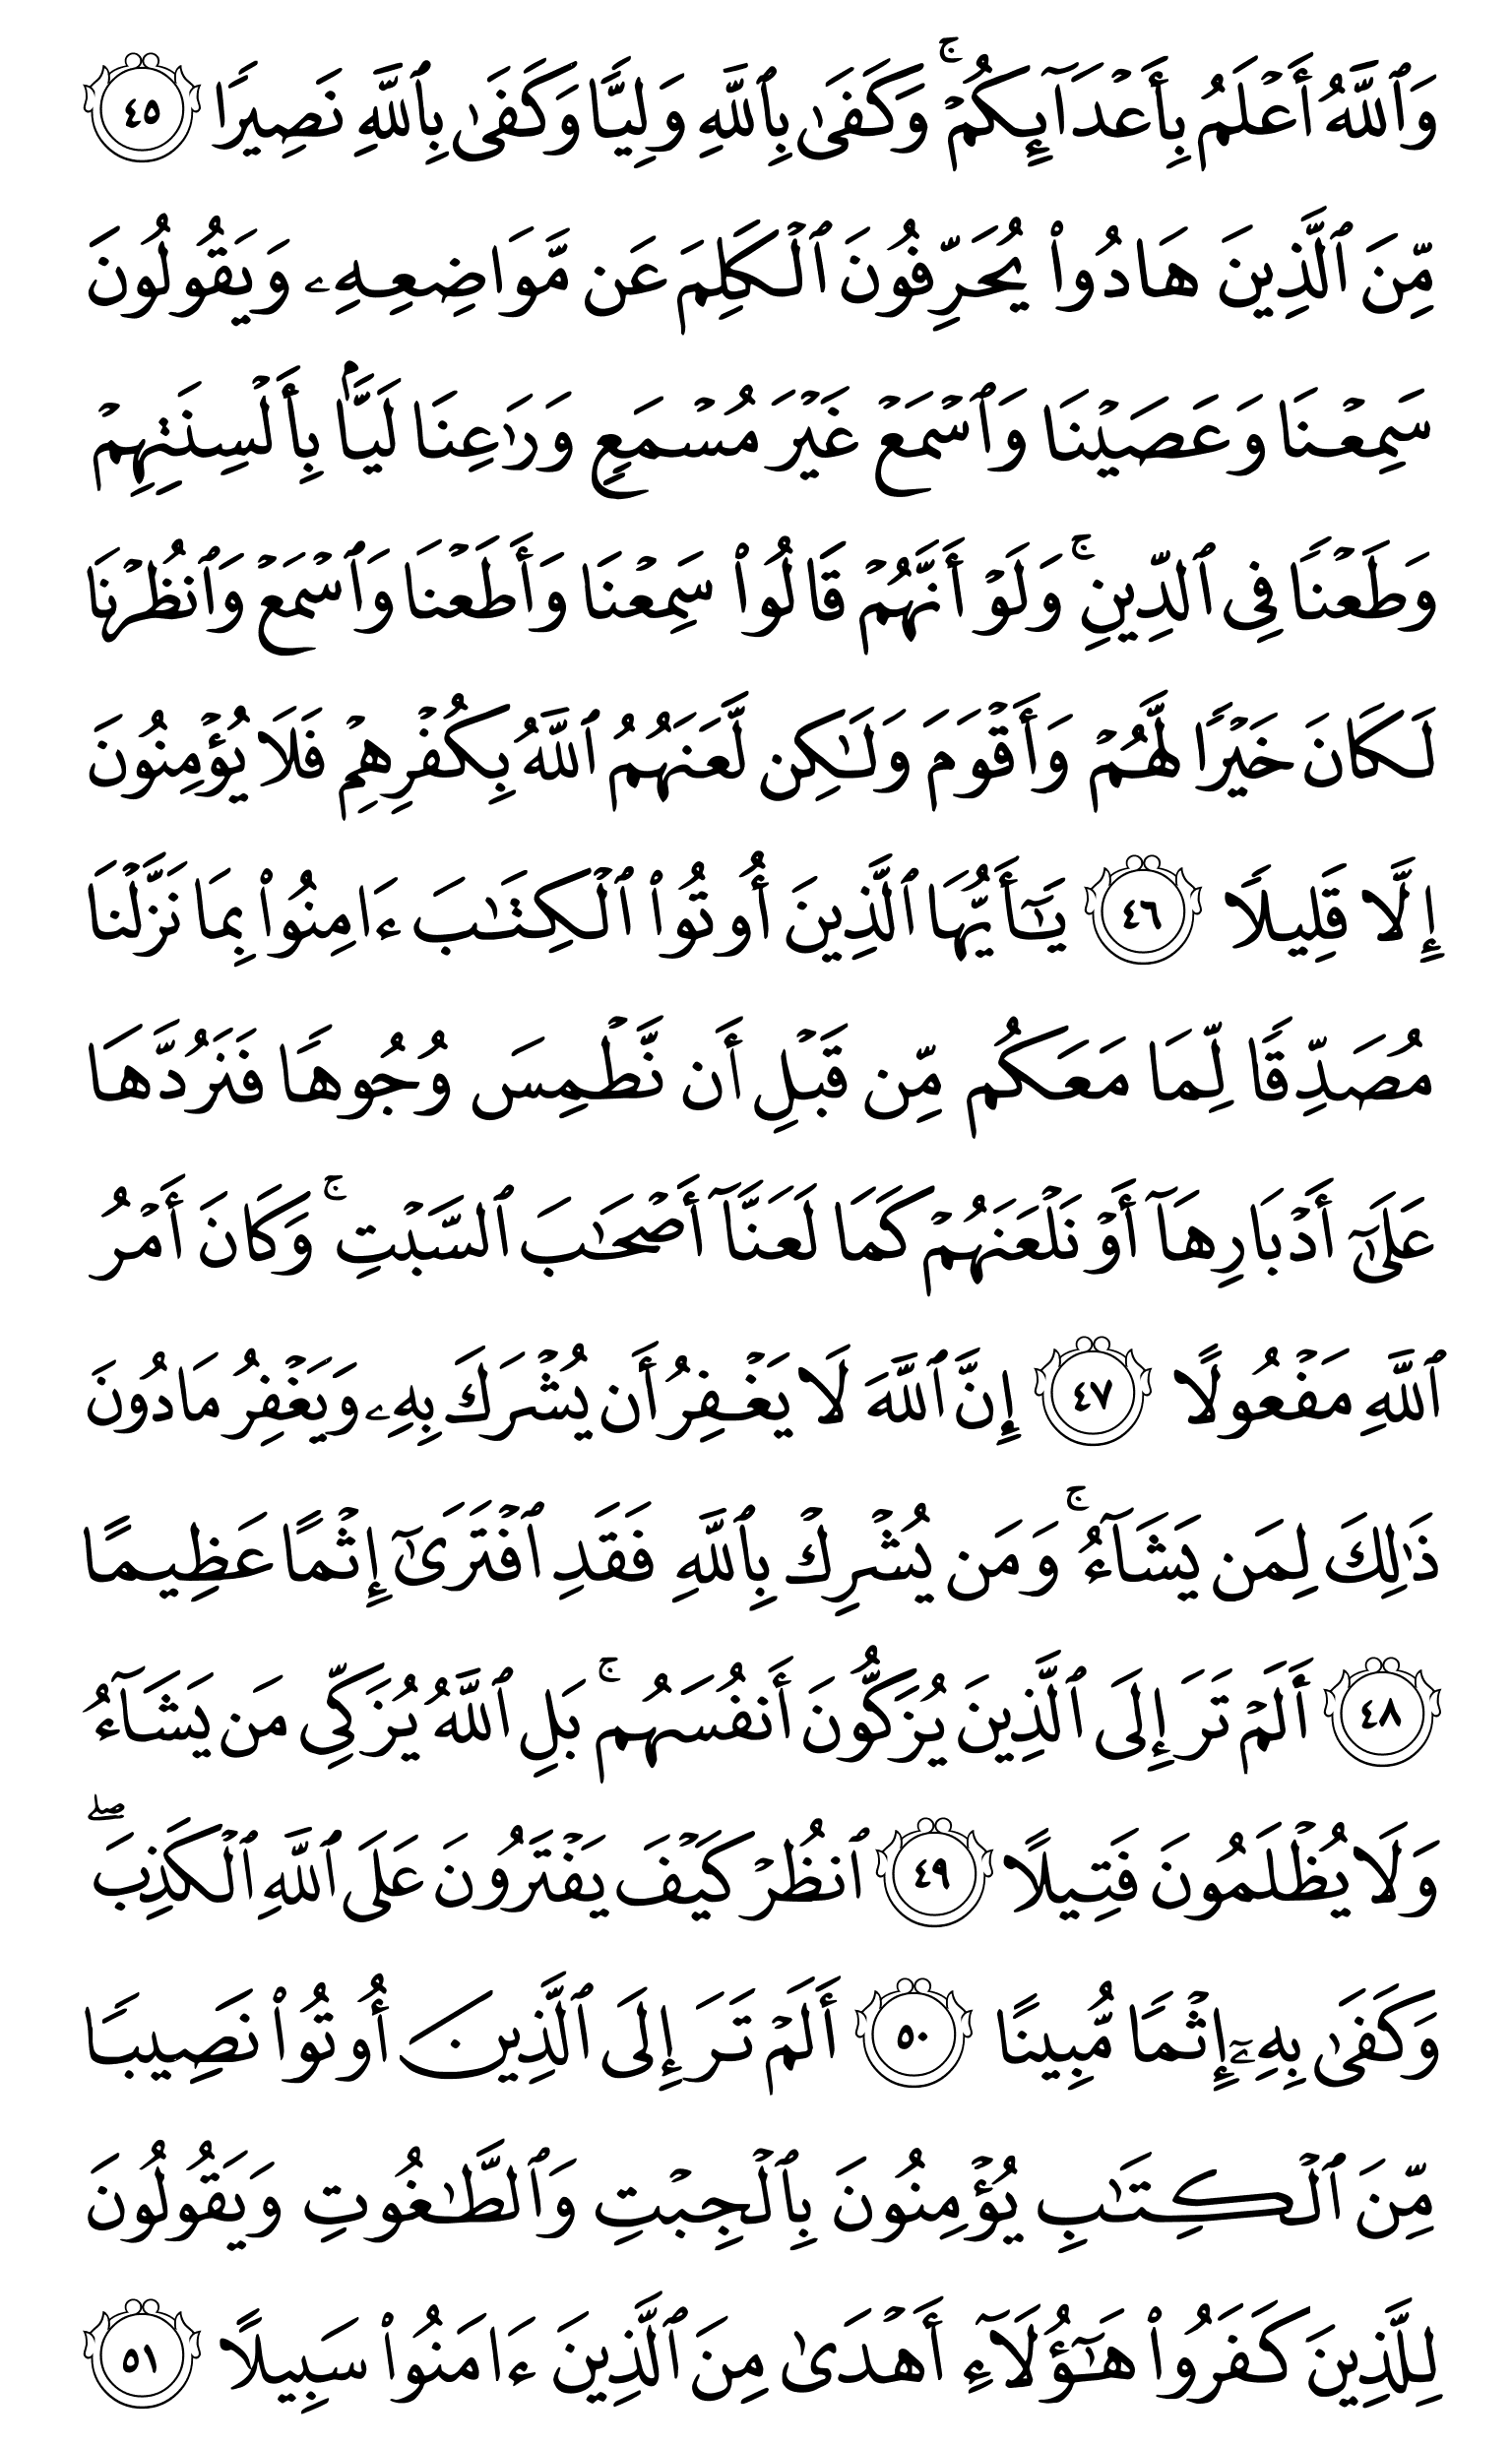 وَٱللَّهُ أَعۡلَمُ بِأَعۡدَآئِكُمۡۚ وَكَفَىٰ بِٱللَّهِ وَلِيّٗا وَكَفَىٰ بِٱللَّهِ نَصِيرٗا ٤٥
مِّنَ ٱلَّذِينَ هَادُواْ يُحَرِّفُونَ ٱلۡكَلِمَ عَن مَّوَاضِعِهِۦ وَيَقُولُونَ
سَمِعۡنَا وَعَصَيۡنَا وَٱسۡمَعۡ غَيۡرَ مُسۡمَعٖ وَرَٰعِنَا لَيَّۢا بِأَلۡسِنَتِهِمۡ
وَطَعۡنٗا فِي ٱلدِّينِۚ وَلَوۡ أَنَّهُمۡ قَالُواْ سَمِعۡنَا وَأَطَعۡنَا وَٱسۡمَعۡ وَٱنظُرۡنَا
لَكَانَ خَيۡرٗا لَّهُمۡ وَأَقۡوَمَ وَلَٰكِن لَّعَنَهُمُ ٱللَّهُ بِكُفۡرِهِمۡ فَلَا يُؤۡمِنُونَ
إِلَّا قَلِيلٗا ٤٦ يَٰٓأَيُّهَا ٱلَّذِينَ أُوتُواْ ٱلۡكِتَٰبَ ءَامِنُواْ بِمَا نَزَّلۡنَا
مُصَدِّقٗا لِّمَا مَعَكُم مِّن قَبۡلِ أَن نَّطۡمِسَ وُجُوهٗا فَنَرُدَّهَا
عَلَىٰٓ أَدۡبَارِهَآ أَوۡ نَلۡعَنَهُمۡ كَمَا لَعَنَّآ أَصۡحَٰبَ ٱلسَّبۡتِۚ وَكَانَ أَمۡرُ
ٱللَّهِ مَفۡعُولًا ٤٧ إِنَّ ٱللَّهَ لَا يَغۡفِرُ أَن يُشۡرَكَ بِهِۦ وَيَغۡفِرُ مَا دُونَ
ذَٰلِكَ لِمَن يَشَآءُۚ وَمَن يُشۡرِكۡ بِٱللَّهِ فَقَدِ ٱفۡتَرَىٰٓ إِثۡمًا عَظِيمًا
٤٨ أَلَمۡ تَرَ إِلَى ٱلَّذِينَ يُزَكُّونَ أَنفُسَهُمۚ بَلِ ٱللَّهُ يُزَكِّي مَن يَشَآءُ
وَلَا يُظۡلَمُونَ فَتِيلًا ٤٩ ٱنظُرۡ كَيۡفَ يَفۡتَرُونَ عَلَى ٱللَّهِ ٱلۡكَذِبَۖ
وَكَفَىٰ بِهِۦٓ إِثۡمٗا مُّبِينًا ٥٠ أَلَمۡ تَرَ إِلَى ٱلَّذِينَ أُوتُواْ نَصِيبٗا
مِّنَ ٱلۡكِتَٰبِ يُؤۡمِنُونَ بِٱلۡجِبۡتِ وَٱلطَّٰغُوتِ وَيَقُولُونَ
لِلَّذِينَ كَفَرُواْ هَٰٓؤُلَآءِ أَهۡدَىٰ مِنَ ٱلَّذِينَ ءَامَنُواْ سَبِيلًا ٥١